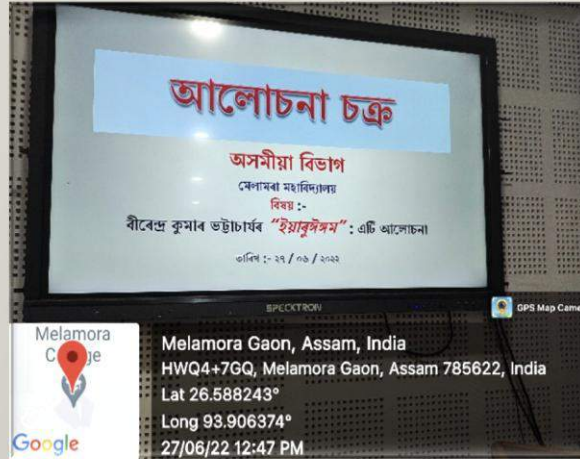 আলোচনা চক্ৰ
অসমীয়া বিভাগ
মেলামৰা মহাবিদ্যালয়
বিষয় :-
বীৰেন্দ্ৰ কুমাৰ ভট্টাচাৰ্যৰ “ইয়াৰুইঙ্গম” : এটি আলোচনা
তাৰিখ :- ২৭ / ০৬ / ২০২২
SPECKTRON
GPS Map Came
Melamora
Google
Melamora Gaon, Assam, India
HWQ4+7GQ, Melamora Gaon, Assam 785622, India
Lat 26.588243°
Long 93.906374°
27/06/22 12:47 PM